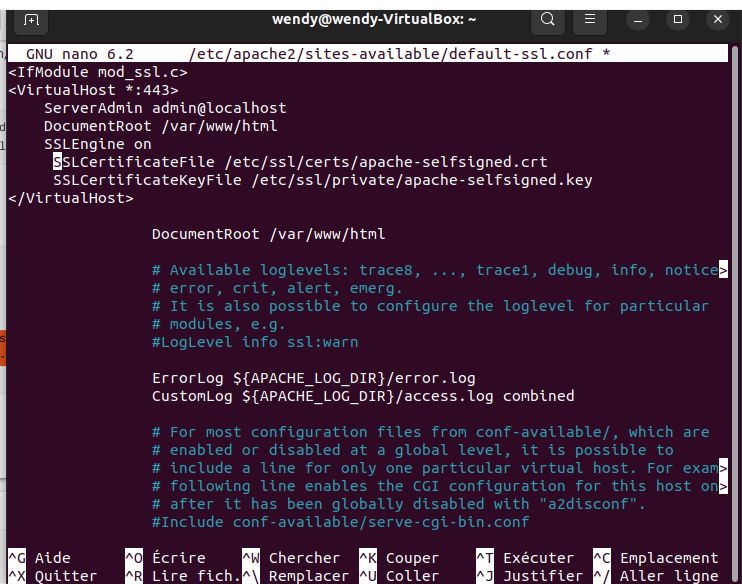 wendy@wendy-VirtualBox: ~
GNU nano 6.2 /etc/apache2/sites-available/default-ssl.conf *
<IfModule mod_ssl.c>
<VirtualHost *:443>
ServerAdmin admin@localhost
DocumentRoot /var/www/html
SSLEngine on
SSLCertificateFile /etc/ssl/certs/apache-selfsigned.crt
SSLCertificateKeyFile /etc/ssl/private/apache-selfsigned.key
</VirtualHost>
DocumentRoot /var/www/html
# Available loglevels: trace8, ..., trace1, debug, info, notice>
# error, crit, alert, emerg.
# It is also possible to configure the loglevel for particular
# modules, e.g.
#LogLevel info ssl:warn
ErrorLog ${APACHE_LOG_DIR}/error.log
CustomLog ${APACHE_LOG_DIR}/access.log combined
# For most configuration files from conf-available/, which are
# enabled or disabled at a global level, it is possible to
# include a line for only one particular virtual host. For exam>
# following line enables the CGI configuration for this host on>
# after it has been globally disabled with "a2disconf".
#Include conf-available/serve-cgi-bin.conf
^G Aide ^O Écrire ^W Chercher ^K Couper ^T Exécuter ^C Emplacement
^X Quitter ^R Lire fich. ^\ Remplacer ^U Coller ^J Justifier ^/ Aller ligne